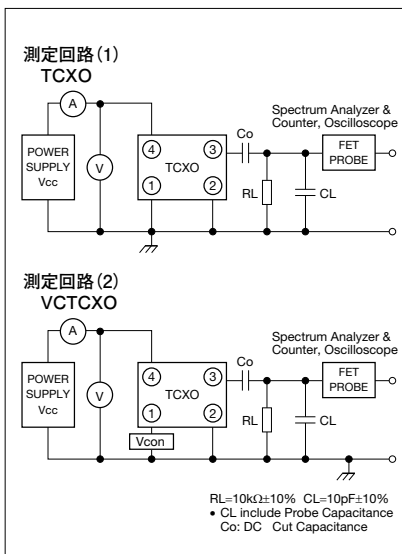 測定回路(1)
TCXO
A
POWER
SUPPLY
Vcc
V
4
3
1
2
TCXO
Co
RL
CL
Spectrum Analyzer &
Counter, Oscilloscope
FET
PROBE
測定回路(2)
VCTCXO
A
POWER
SUPPLY
Vcc
V
4
3
1
2
TCXO
Vcon
Co
RL
CL
Spectrum Analyzer &
Counter, Oscilloscope
FET
PROBE
RL=10kΩ±10% CL=10pF±10%
• CL include Probe Capacitance
Co: DC Cut Capacitance